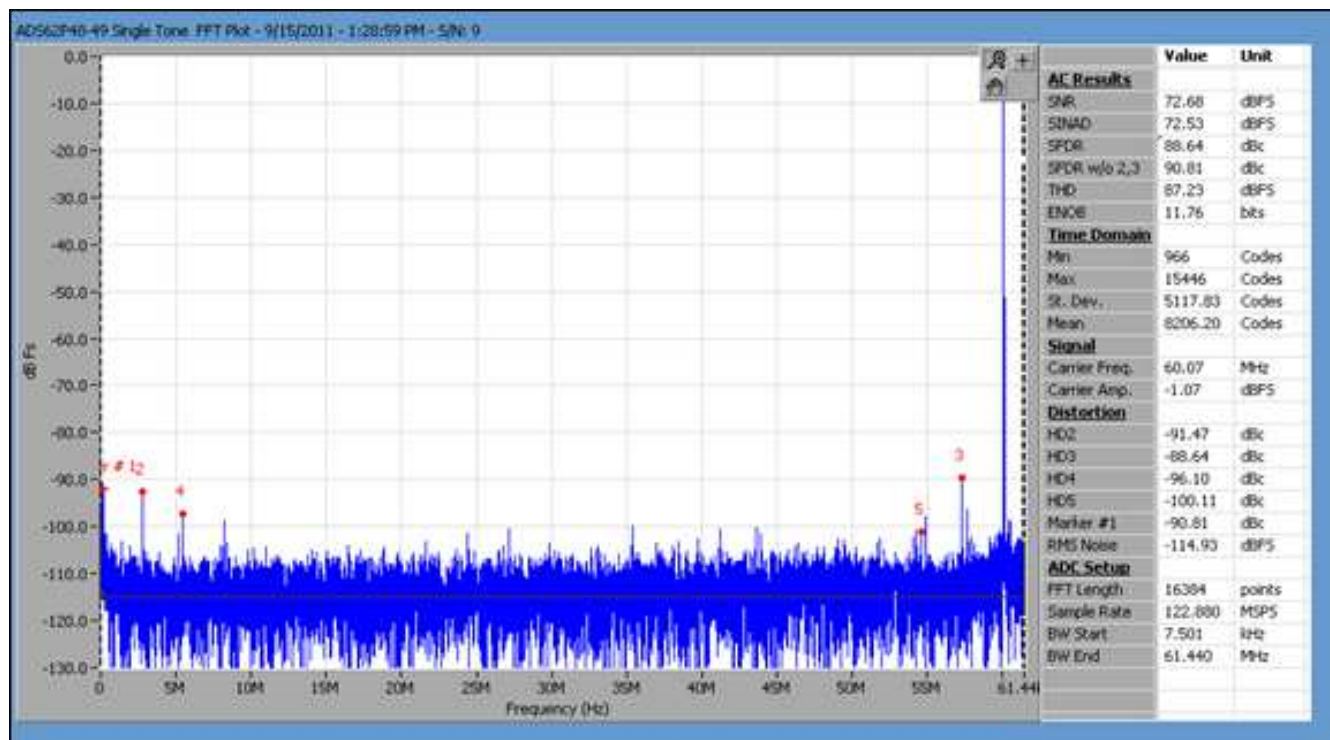 ADS62P48-49 Single Tone FFT Plot - 9/15/2011 - 1:28:59 PM - S/N: 9
Value Unit
AC Results
SNR 72.68 dBFS
SINAD 72.53 dBFS
SFDR 88.64 dBc
SFDR w/o 2,3 90.81 dBc
THD 87.23 dBFS
ENOB 11.76 bits
Time Domain
Min 966 Codes
Max 15446 Codes
St. Dev. 5117.83 Codes
Mean 8206.20 Codes
Signal
Carrier Freq. 60.07 MHz
Carrier Amp. -1.07 dBFS
Distortion
HD2 -91.47 dBc
HD3 -88.64 dBc
HD4 -96.10 dBc
HD5 -100.11 dBc
Marker #1 -90.81 dBc
RMS Noise -114.93 dBFS
ADC Setup
FFT Length 16384 points
Sample Rate 122.880 MSPS
BW Start 7.501 kHz
BW End 61.440 MHz
0.0
-10.0
-20.0
-30.0
-40.0
-50.0
-60.0
-70.0
-80.0
-90.0
-100.0
-110.0
-120.0
-130.0
dB Fs
r # 1
2
4
5
3
0 5M 10M 15M 20M 25M 30M 35M 40M 45M 50M 55M 61.44
Frequency (Hz)